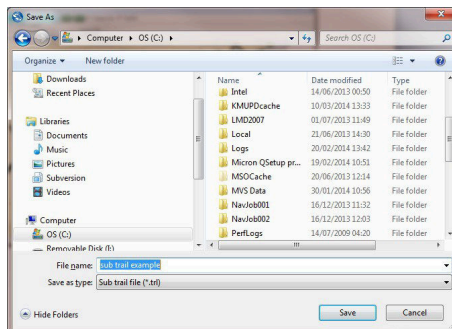 Save As
Computer ▸ OS (C:) ▸
Search OS (C:)
Organize ▾ New folder
Downloads
Recent Places
Libraries
Documents
Music
Pictures
Subversion
Videos
Computer
OS (C:)
Removable Disk (I:)
Name Date modified Type
Intel 14/06/2013 00:50 File folder
KMUPDcache 10/03/2014 13:33 File folder
LMD2007 01/07/2013 11:49 File folder
Local 21/06/2013 14:30 File folder
Logs 20/02/2014 13:42 File folder
Micron QSetup pr... 19/02/2014 10:51 File folder
MSOCache 20/06/2013 12:14 File folder
MVS Data 30/01/2014 10:56 File folder
NavJob001 16/12/2013 11:32 File folder
NavJob002 16/12/2013 12:03 File folder
PerfLogs 14/07/2009 04:20 File folder
File name: sub trail example
Save as type: Sub trail file (*.trl)
Hide Folders
Save Cancel